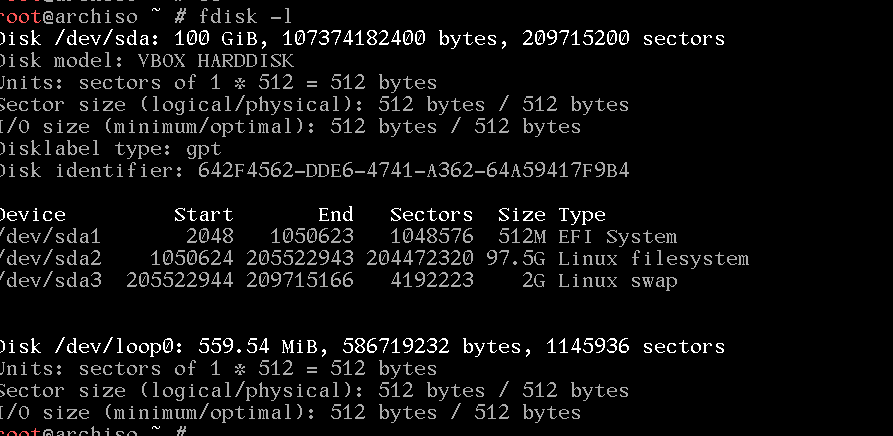 root@archiso ~ # fdisk -l
Disk /dev/sda: 100 GiB, 107374182400 bytes, 209715200 sectors
Disk model: VBOX HARDDISK
Units: sectors of 1 * 512 = 512 bytes
Sector size (logical/physical): 512 bytes / 512 bytes
I/O size (minimum/optimal): 512 bytes / 512 bytes
Disklabel type: gpt
Disk identifier: 642F4562-DDE6-4741-A362-64A59417F9B4
Device Start End Sectors Size Type
/dev/sda1 2048 1050623 1048576 512M EFI System
/dev/sda2 1050624 205522943 204472320 97.5G Linux filesystem
/dev/sda3 205522944 209715166 4192223 2G Linux swap
Disk /dev/loop0: 559.54 MiB, 586719232 bytes, 1145936 sectors
Units: sectors of 1 * 512 = 512 bytes
Sector size (logical/physical): 512 bytes / 512 bytes
I/O size (minimum/optimal): 512 bytes / 512 bytes
root@archiso ~ #